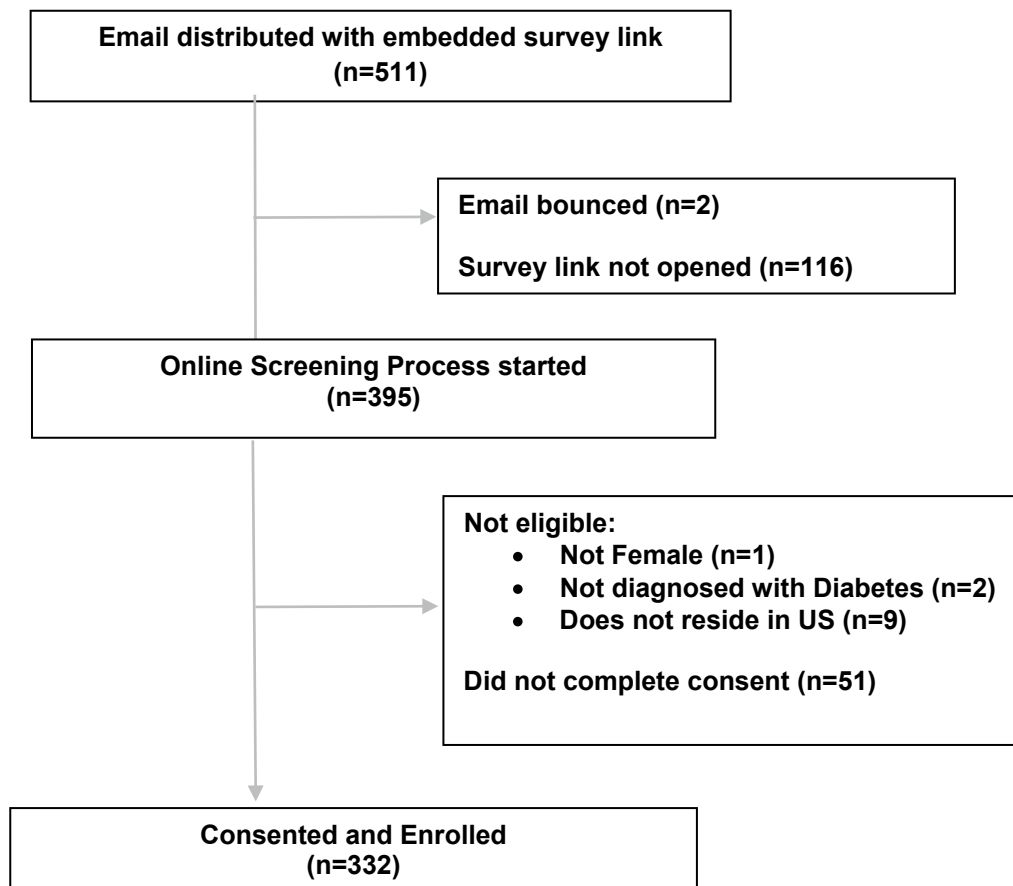 Email distributed with embedded survey link
(n=511)
Email bounced (n=2)
Survey link not opened (n=116)
Online Screening Process started
(n=395)
Not eligible:
• Not Female (n=1)
• Not diagnosed with Diabetes (n=2)
• Does not reside in US (n=9)
Did not complete consent (n=51)
Consented and Enrolled
(n=332)